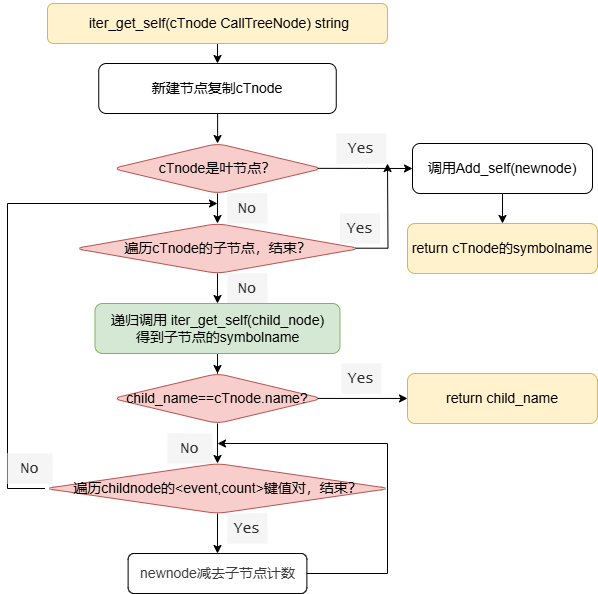 iter_get_self(cTnode CallTreeNode) string
新建节点复制cTnode
cTnode是叶节点?
Yes
调用Add_self(newnode)
No
Yes
遍历cTnode的子节点，结束?
return cTnode的symbolname
No
递归调用 iter_get_self(child_node)
得到子节点的symbolname
child_name==cTnode.name?
Yes
return child_name
No
No
遍历childnode的<event,count>键值对，结束?
Yes
newnode减去子节点计数